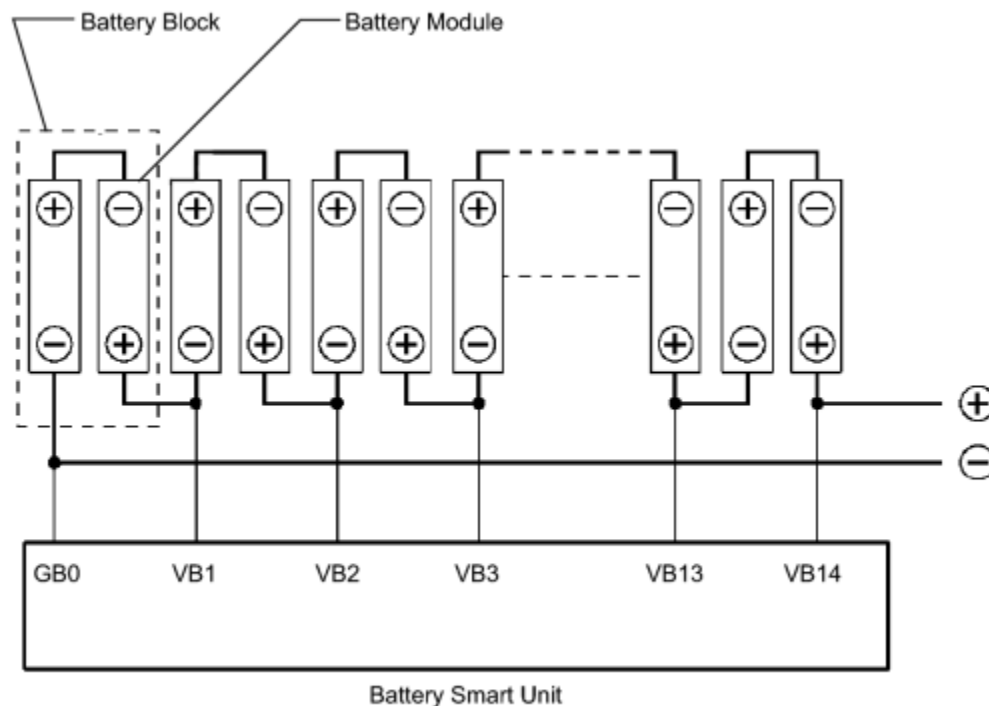 Battery Block
Battery Module
+ - + - + - + - + -
- + - + - + - + - +
+
-
GB0 VB1 VB2 VB3 VB13 VB14
Battery Smart Unit